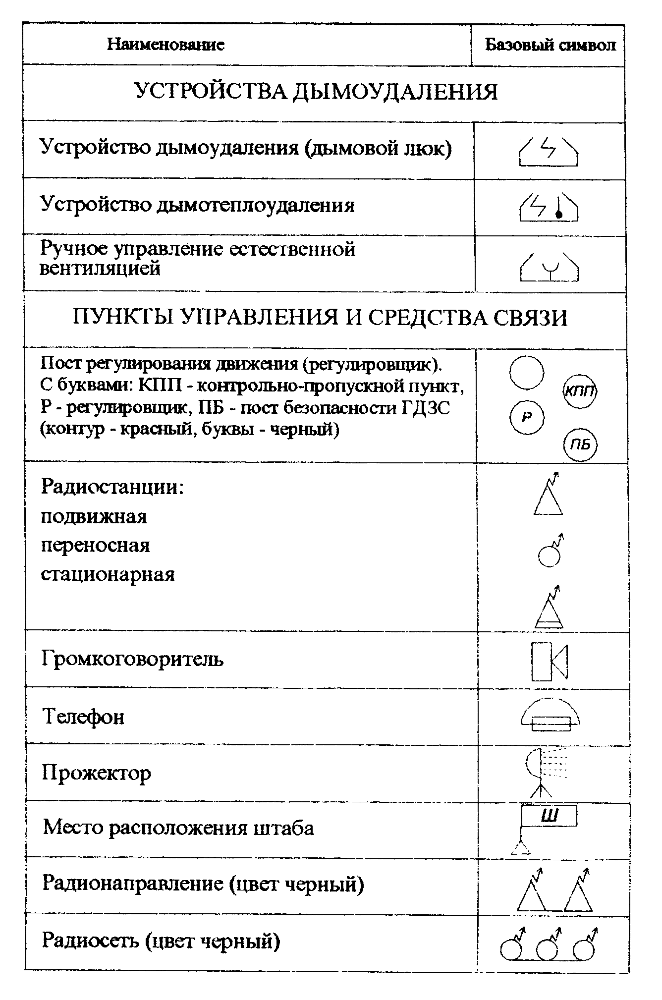 Наименование Базовый символ
УСТРОЙСТВА ДЫМОУДАЛЕНИЯ
Устройство дымоудаления (дымовой люк)
Устройство дымотеплоудаления
Ручное управление естественной
вентиляцией
ПУНКТЫ УПРАВЛЕНИЯ И СРЕДСТВА СВЯЗИ
Пост регулирования движения (регулировщик).
С буквами: КПП - контрольно-пропускной пункт,
Р - регулировщик, ПБ - пост безопасности ГДЗС
(контур - красный, буквы - черный)
КПП
Р
ПБ
Радиостанции:
подвижная
переносная
стационарная
Громкоговоритель
Телефон
Прожектор
Место расположения штаба
Ш
Радионаправление (цвет черный)
Радиосеть (цвет черный)